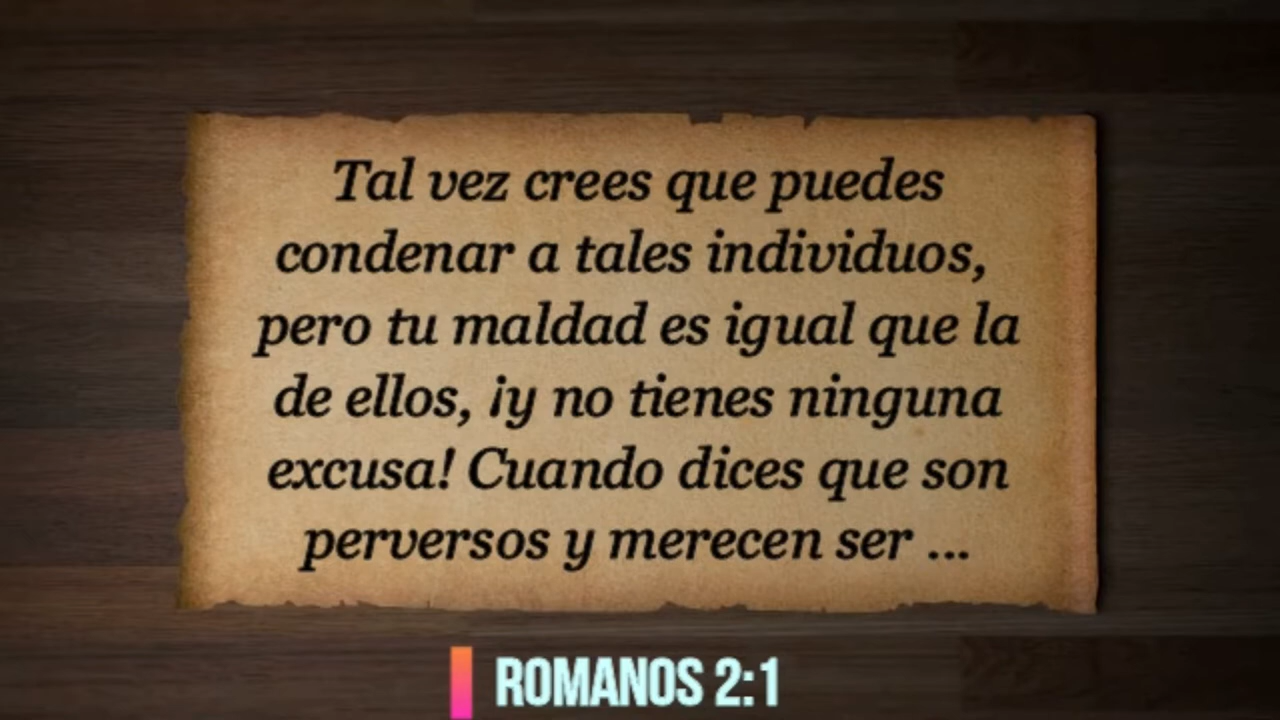 Tal vez crees que puedes
condenar a tales individuos,
pero tu maldad es igual que la
de ellos, ¡y no tienes ninguna
excusa! Cuando dices que son
perversos y merecen ser ...
ROMANOS 2:1